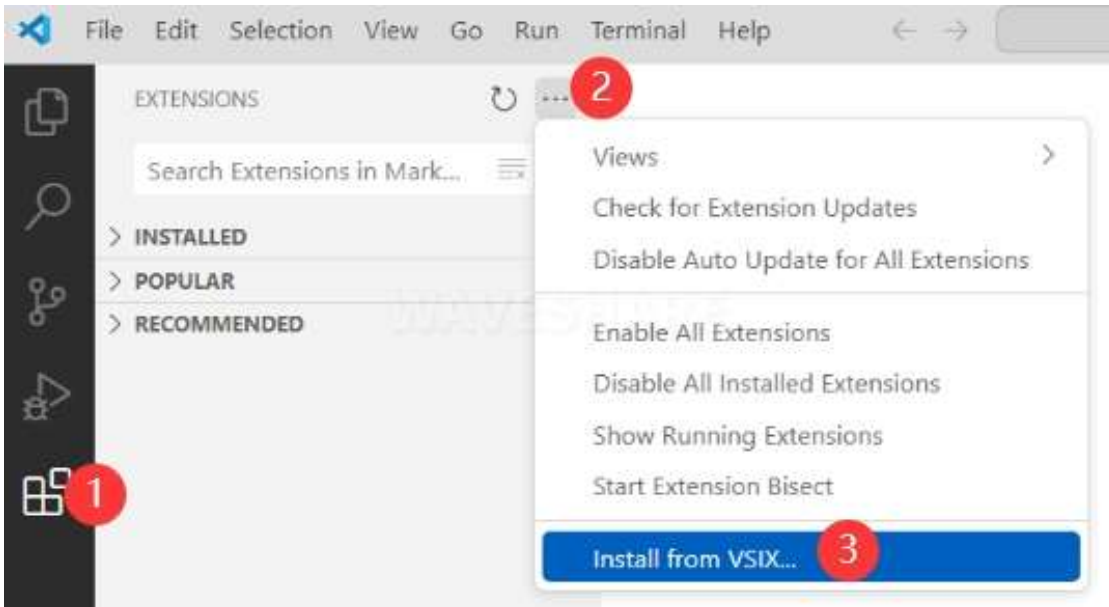 File Edit Selection View Go Run Terminal Help
EXTENSIONS
2
Search Extensions in Mark...
INSTALLED
POPULAR
RECOMMENDED
Views
Check for Extension Updates
Disable Auto Update for All Extensions
WAVESHARE
Enable All Extensions
Disable All Installed Extensions
Show Running Extensions
Start Extension Bisect
1
Install from VSIX...
3